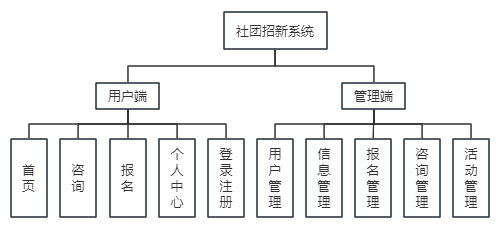 社团招新系统
用户端
管理端
首页
咨询
报名
个人中心
登录注册
用户管理
信息管理
报名管理
咨询管理
活动管理